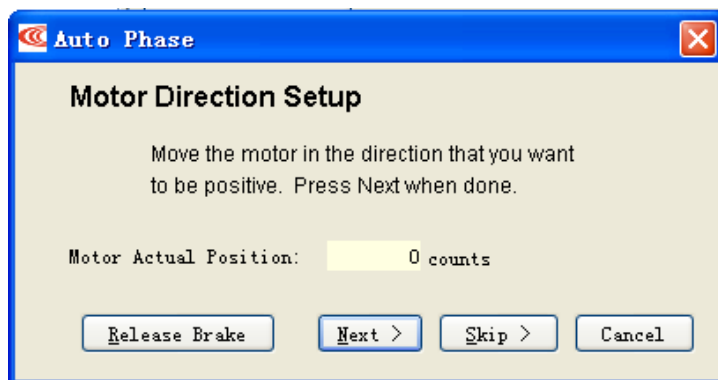 Auto Phase
Motor Direction Setup
Move the motor in the direction that you want
to be positive. Press Next when done.
Motor Actual Position: 0 counts
Release Brake Next > Skip > Cancel